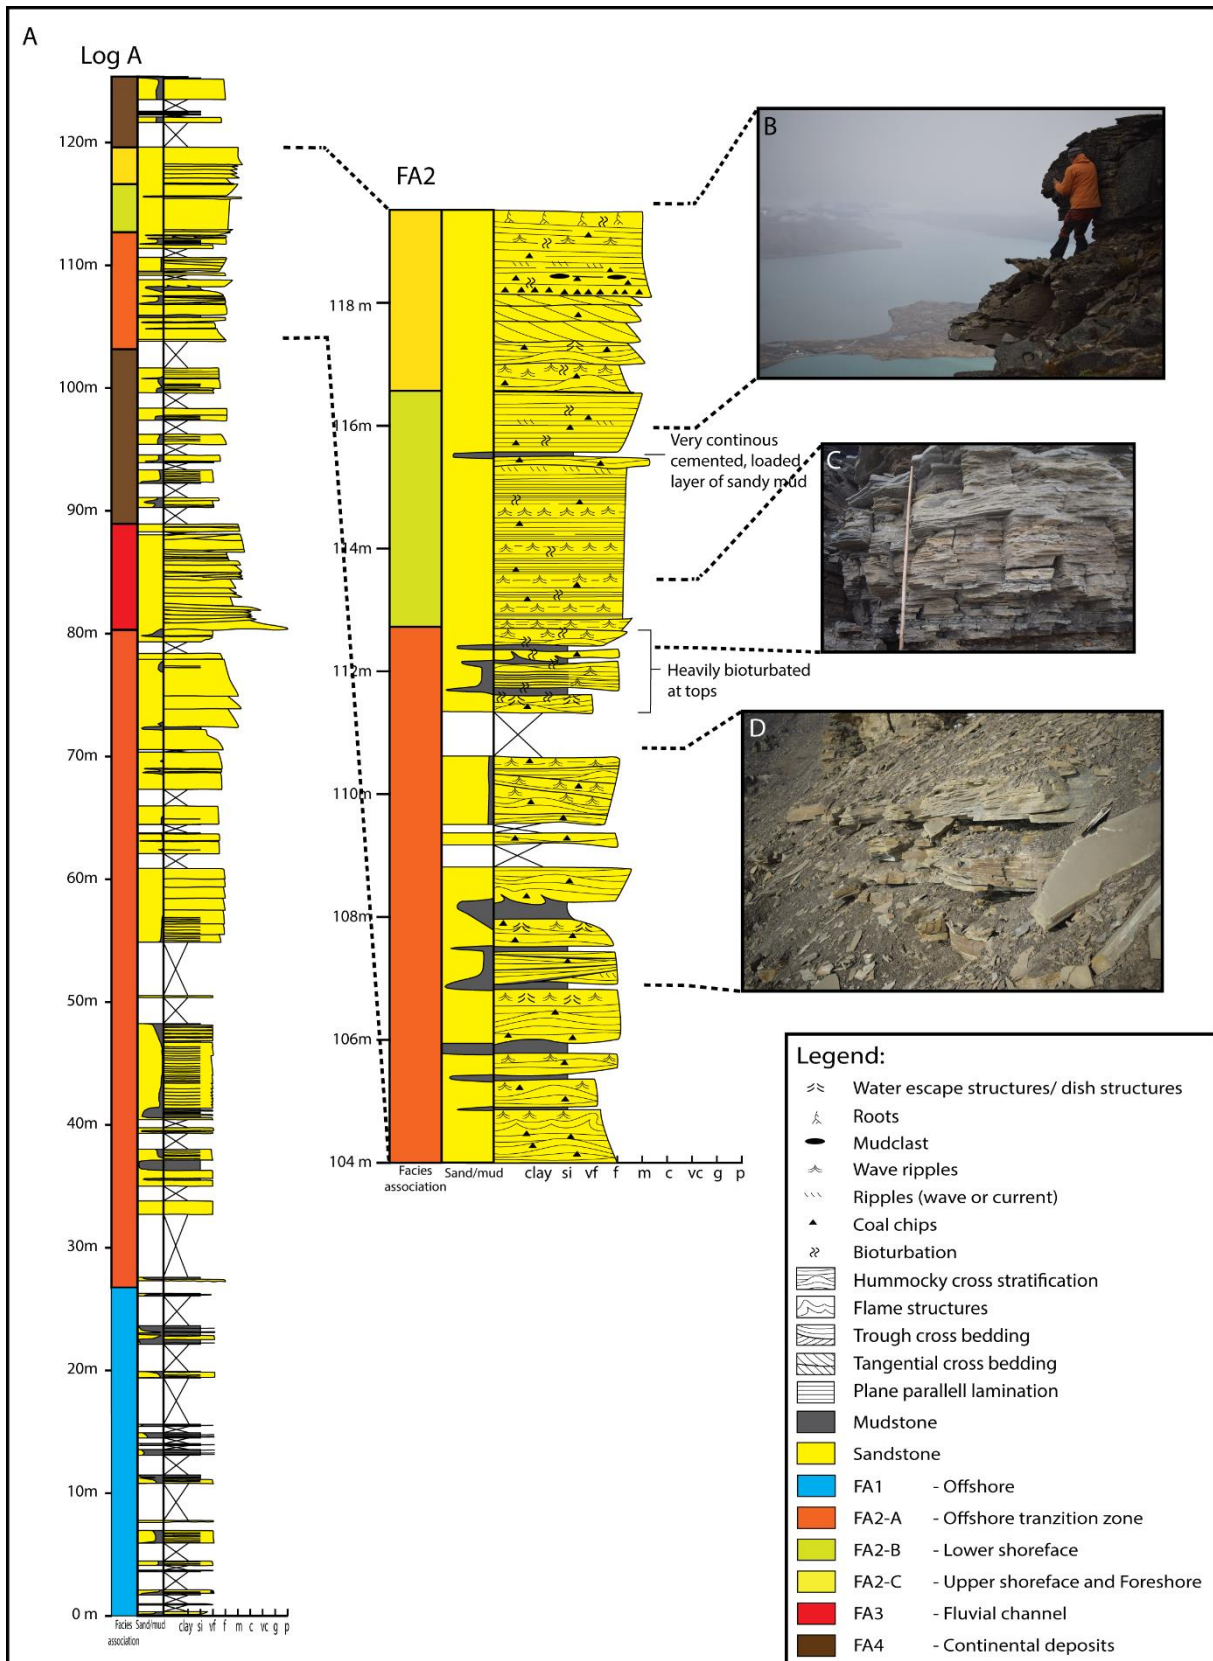 A
Log A
120m
110m
100m
90m
80m
70m
60m
50m
40m
30m
20m
10m
0 m
Facies association
Sand/mud
clay si vf f m c vc g p
FA2
118 m
116m
114m
112m
110m
108m
106m
104 m
Facies
association
Sand/mud
clay si vf f m c vc g p
Very continous
cemented, loaded
layer of sandy mud
Heavily bioturbated
at tops
B
C
D
Legend:
Water escape structures/ dish structures
Roots
Mudclast
Wave ripples
Ripples (wave or current)
Coal chips
Bioturbation
Hummocky cross stratification
Flame structures
Trough cross bedding
Tangential cross bedding
Plane parallell lamination
Mudstone
Sandstone
FA1 - Offshore
FA2-A - Offshore tranzition zone
FA2-B - Lower shoreface
FA2-C - Upper shoreface and Foreshore
FA3 - Fluvial channel
FA4 - Continental deposits